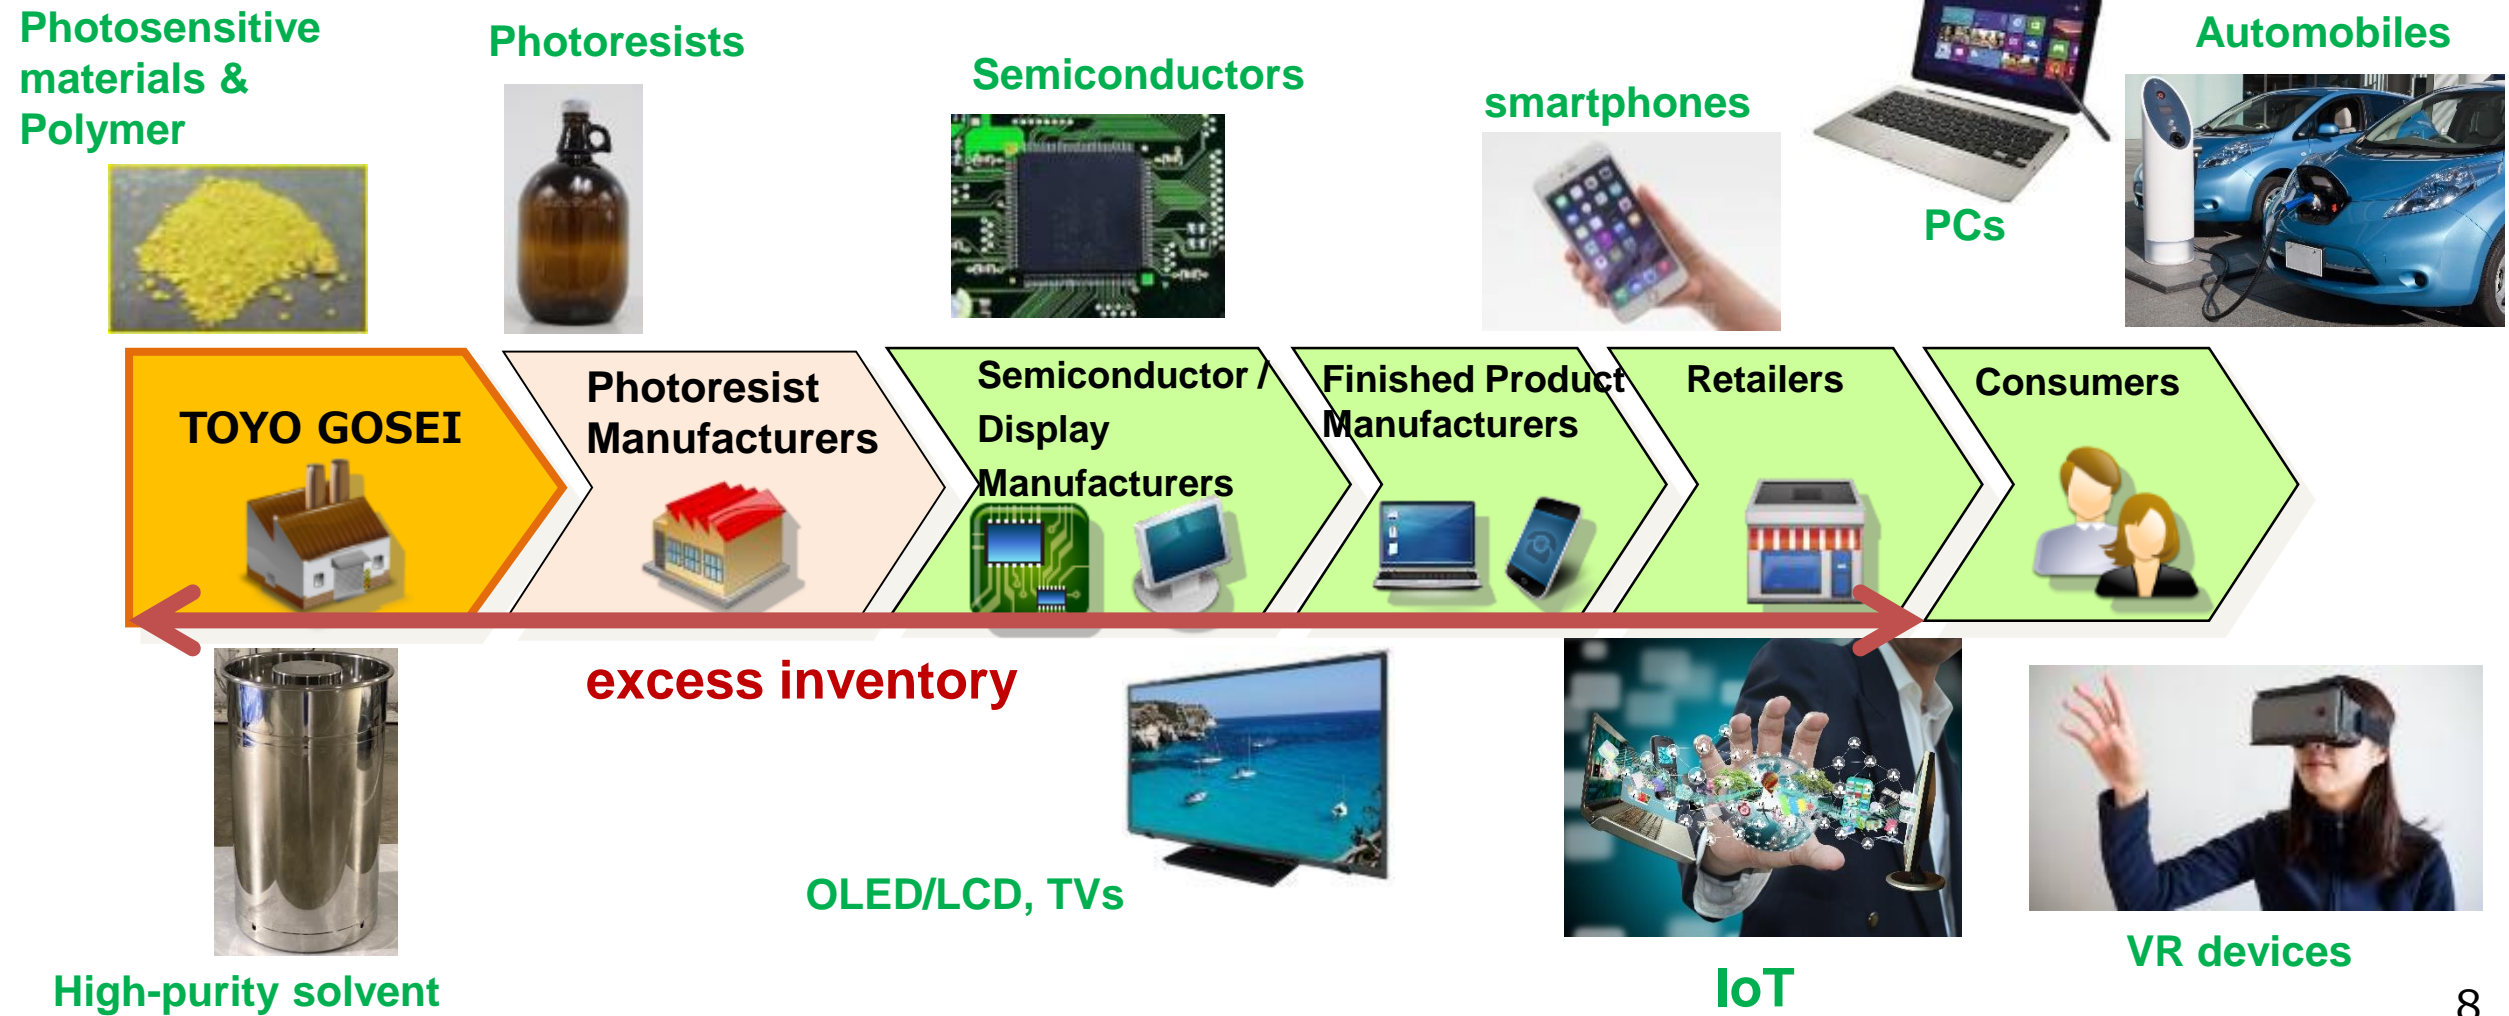 Photosensitive
materials &
Polymer
Photoresists
Semiconductors
smartphones
PCs
Automobiles
TOYO GOSEI
Photoresist
Manufacturers
Semiconductor /
Display
Manufacturers
Finished Product
Manufacturers
Retailers
Consumers
excess inventory
High-purity solvent
OLED/LCD, TVs
IoT
VR devices
8